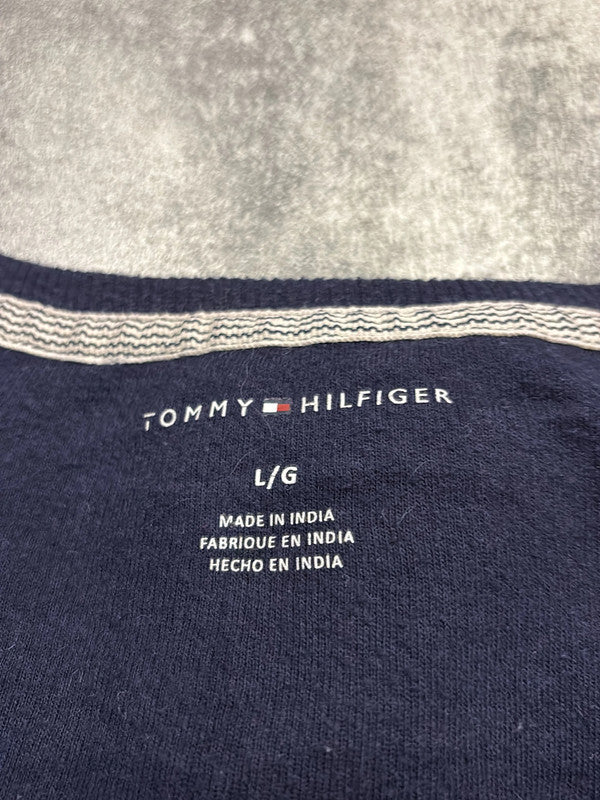 TOMMY HILFIGER
L/G
MADE IN INDIA
FABRIQUE EN INDIA
HECHO EN INDIA